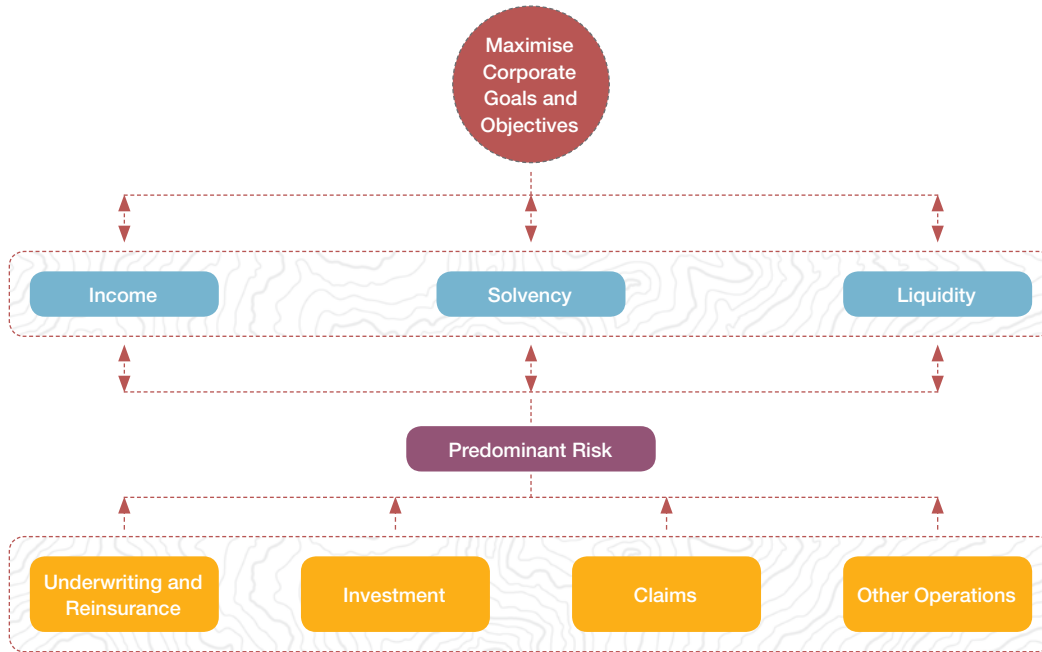 Maximise
Corporate
Goals and
Objectives
Income
Solvency
Liquidity
Predominant Risk
Underwriting and
Reinsurance
Investment
Claims
Other Operations